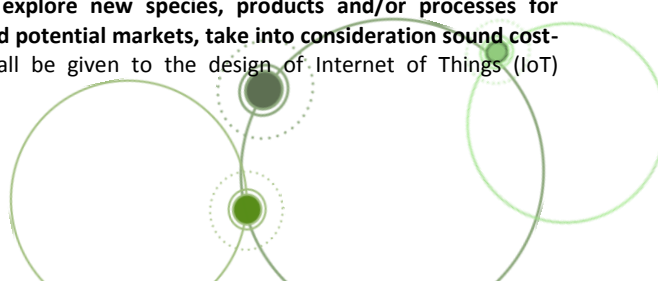 explore new species, products and/or processes for
d potential markets, take into consideration sound cost-
all be given to the design of Internet of Things (IoT)